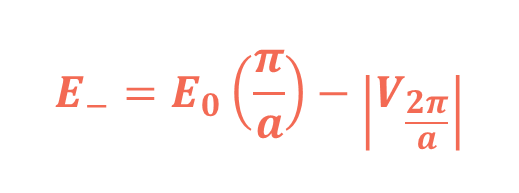 E₋ = E₀(π/a) − |V_{2π/a}|